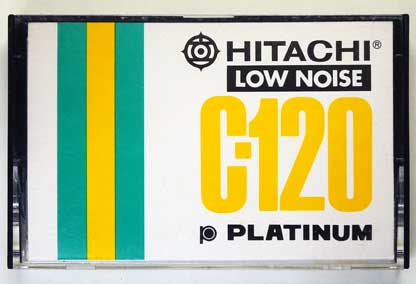 HITACHI®
LOW NOISE
C-120
p PLATINUM